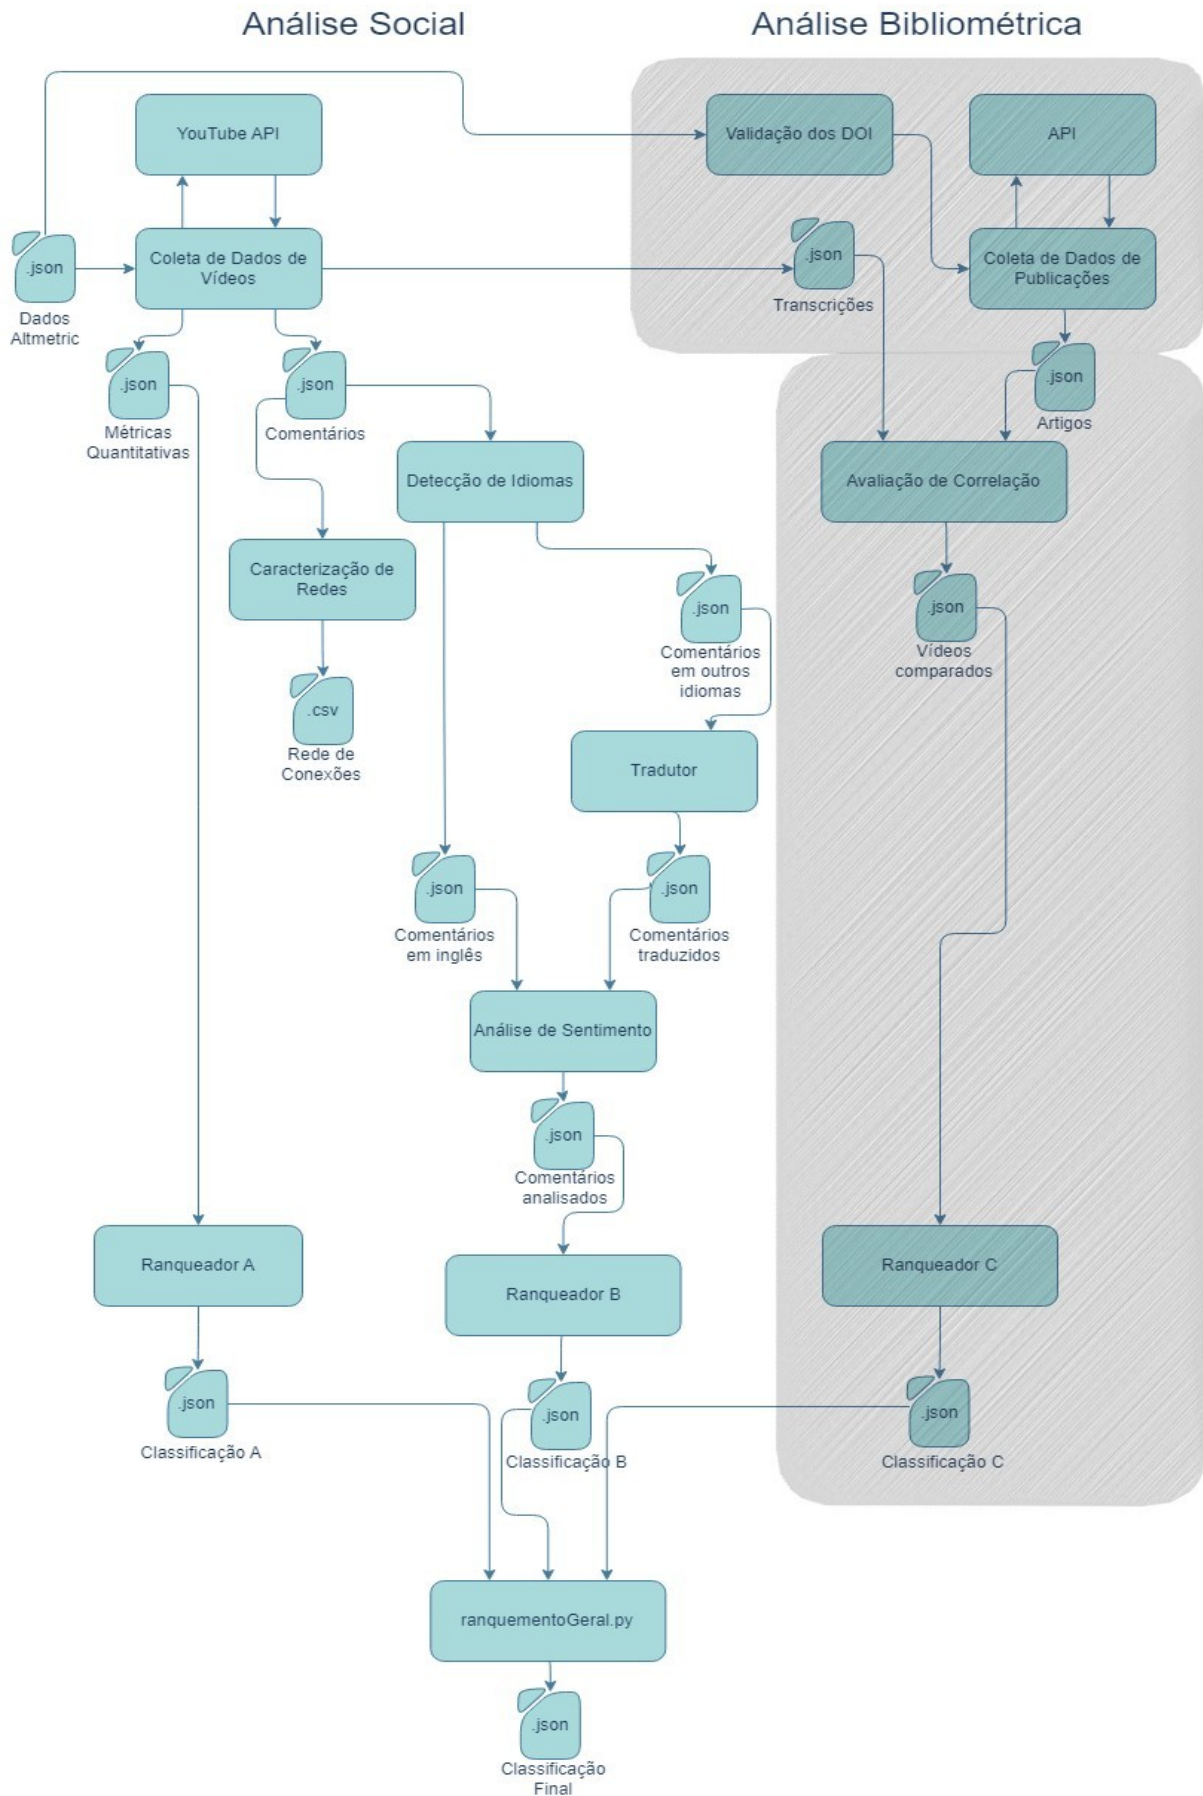 Análise Social
Análise Bibliométrica
YouTube API
Validação dos DOI
API
.json
Dados
Altmetric
Coleta de Dados de
Vídeos
.json
Transcrições
Coleta de Dados de
Publicações
.json
Métricas
Quantitativas
.json
Comentários
.json
Artigos
Detecção de Idiomas
Avaliação de Correlação
Caracterização de
Redes
.json
Comentários
em outros
idiomas
.json
Vídeos
comparados
.csv
Rede de
Conexões
Tradutor
.json
Comentários
em inglês
.json
Comentários
traduzidos
Análise de Sentimento
.json
Comentários
analisados
Ranqueador A
Ranqueador B
Ranqueador C
.json
Classificação A
.json
Classificação B
.json
Classificação C
ranquementoGeral.py
.json
Classificação
Final